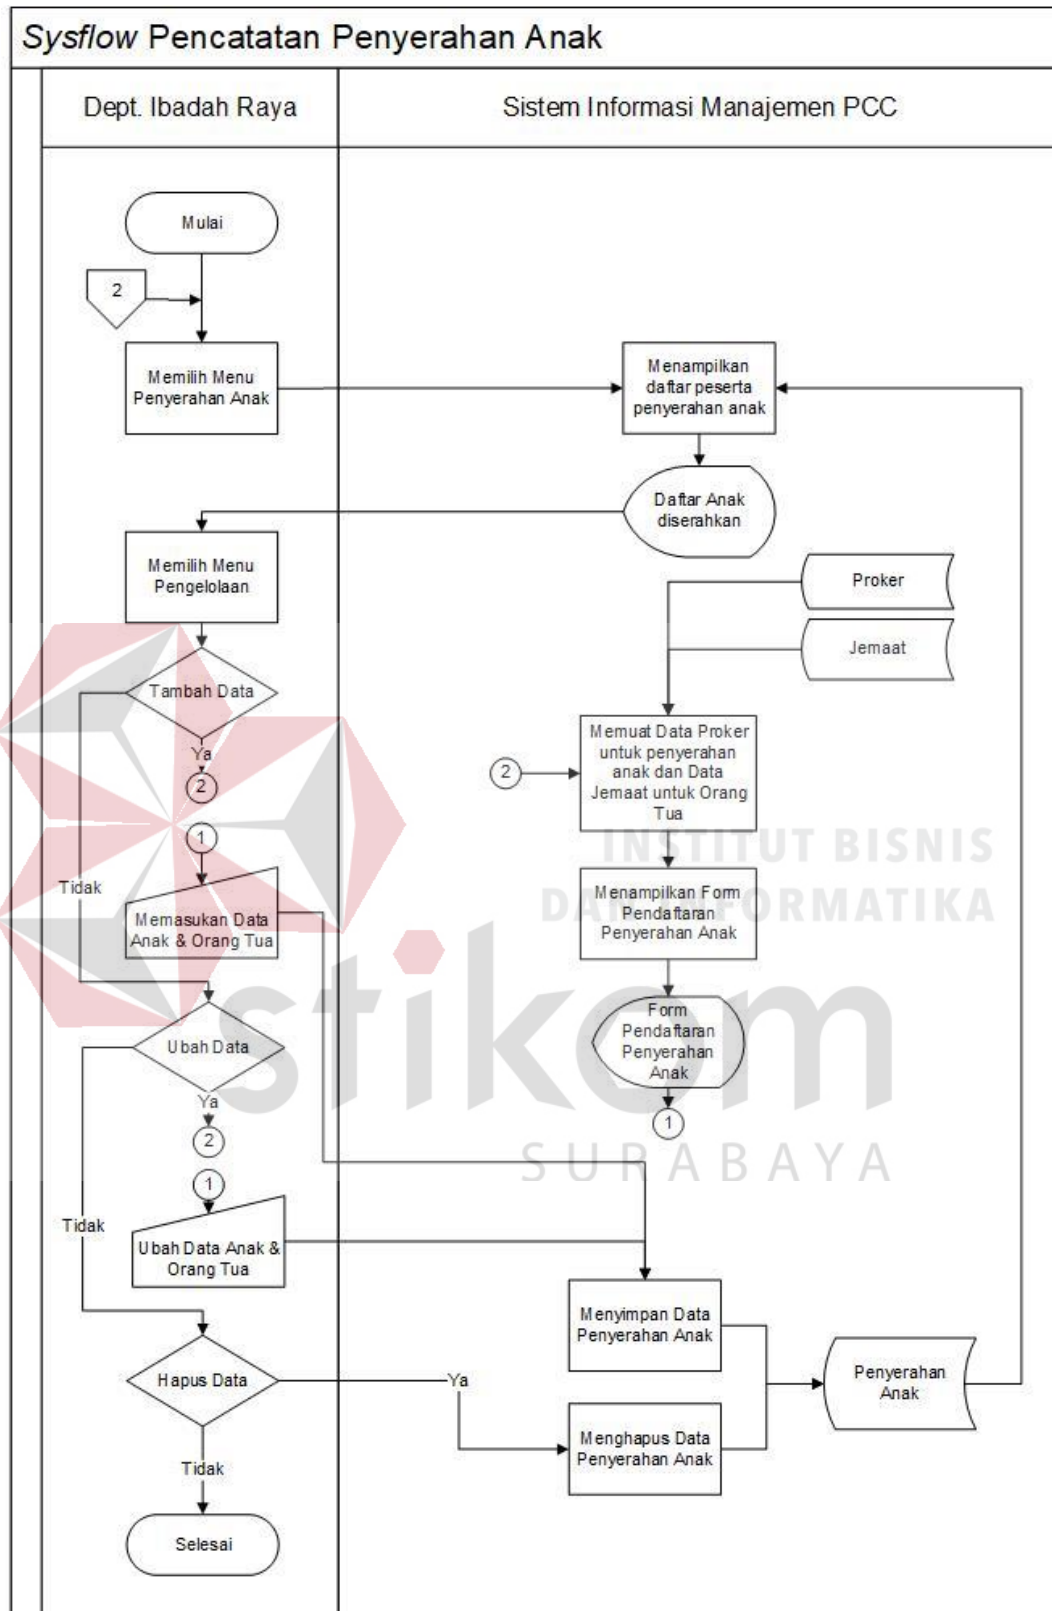 Sysflow Pencatatan Penyerahan Anak
Dept. Ibadah Raya
Sistem Informasi Manajemen PCC
Mulai
2
Memilih Menu
Penyerahan Anak
Menampilkan
daftar peserta
penyerahan anak
Daftar Anak
diserahkan
Memilih Menu
Pengelolaan
Proker
Jemaat
Tambah Data
Ya
2
Memuat Data Proker
untuk penyerahan
anak dan Data
Jemaat untuk Orang
Tua
2
1
Tidak
Memasukan Data
Anak & Orang Tua
Menampilkan Form
Pendaftaran
Penyerahan Anak
INSTITUT BISNIS
DAN INFORMATIKA
stikom
SURABAYA
Form
Pendaftaran
Penyerahan
Anak
1
Ubah Data
Ya
2
1
Tidak
Ubah Data Anak &
Orang Tua
Menyimpan Data
Penyerahan Anak
Hapus Data
Ya
Menghapus Data
Penyerahan Anak
Penyerahan
Anak
Tidak
Selesai